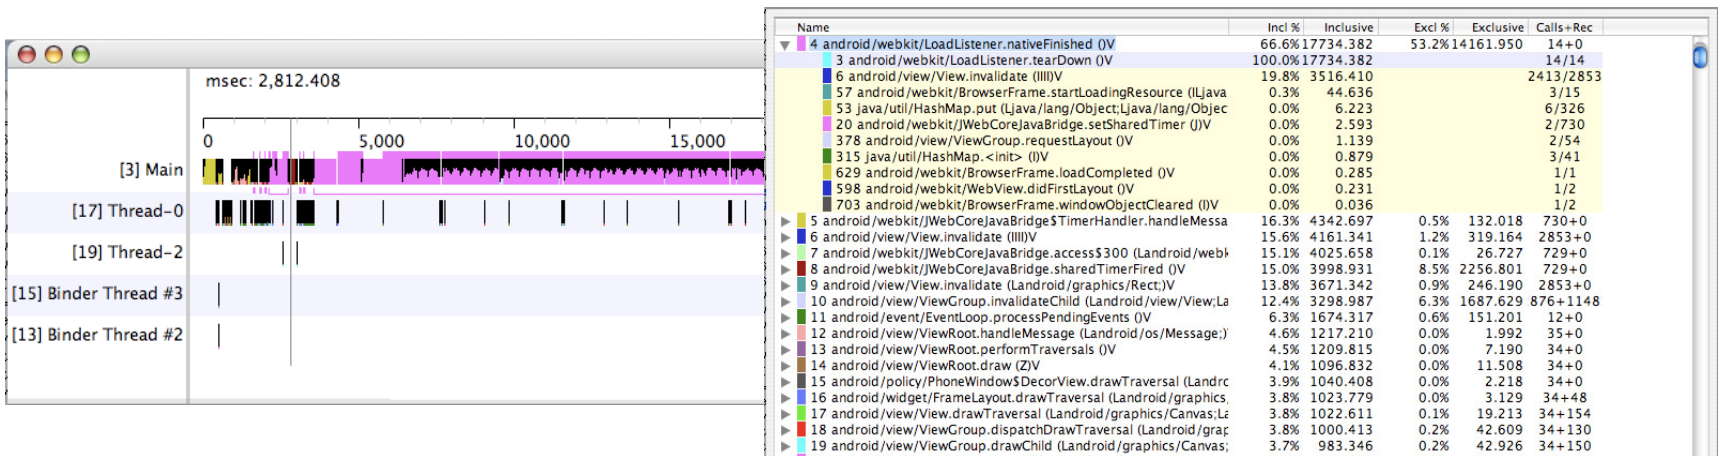 msec: 2,812.408
0 5,000 10,000 15,000
[3] Main
[17] Thread-0
[19] Thread-2
[15] Binder Thread #3
[13] Binder Thread #2
Name Incl % Inclusive Excl % Exclusive Calls+Rec
4 android/webkit/LoadListener.nativeFinished ()V 66.6% 17734.382 53.2% 14161.950 14+0
3 android/webkit/LoadListener.tearDown ()V 100.0% 17734.382 14/14
6 android/view/View.invalidate (IIII)V 19.8% 3516.410 2413/2853
57 android/webkit/BrowserFrame.startLoadingResource (ILjava 0.3% 44.636 3/15
53 java/util/HashMap.put (Ljava/lang/Object;Ljava/lang/Objec 0.0% 6.223 6/326
20 android/webkit/JWebCoreJavaBridge.setSharedTimer (J)V 0.0% 2.593 2/730
378 android/view/ViewGroup.requestLayout ()V 0.0% 1.139 2/54
315 java/util/HashMap.<init> (I)V 0.0% 0.879 3/41
629 android/webkit/BrowserFrame.loadCompleted ()V 0.0% 0.285 1/1
598 android/webkit/WebView.didFirstLayout ()V 0.0% 0.231 1/2
703 android/webkit/BrowserFrame.windowObjectCleared (I)V 0.0% 0.036 1/2
5 android/webkit/JWebCoreJavaBridge$TimerHandler.handleMessa 16.3% 4342.697 0.5% 132.018 730+0
6 android/view/View.invalidate (IIII)V 15.6% 4161.341 1.2% 319.164 2853+0
7 android/webkit/JWebCoreJavaBridge.access$300 (Landroid/webk 15.1% 4025.658 0.1% 26.727 729+0
8 android/webkit/JWebCoreJavaBridge.sharedTimerFired ()V 15.0% 3998.931 8.5% 2256.801 729+0
9 android/view/View.invalidate (Landroid/graphics/Rect;)V 13.8% 3671.342 0.9% 246.190 2853+0
10 android/view/ViewGroup.invalidateChild (Landroid/view/View;La 12.4% 3298.987 6.3% 1687.629 876+1148
11 android/event/EventLoop.processPendingEvents ()V 6.3% 1674.317 0.6% 151.201 12+0
12 android/view/ViewRoot.handleMessage (Landroid/os/Message;)' 4.6% 1217.210 0.0% 1.992 35+0
13 android/view/ViewRoot.performTraversals ()V 4.5% 1209.815 0.0% 7.190 34+0
14 android/view/ViewRoot.draw (Z)V 4.1% 1096.832 0.0% 11.508 34+0
15 android/policy/PhoneWindow$DecorView.drawTraversal (Landrc 3.9% 1040.408 0.0% 2.218 34+0
16 android/widget/FrameLayout.drawTraversal (Landroid/graphics, 3.8% 1023.779 0.0% 3.129 34+48
17 android/view/View.drawTraversal (Landroid/graphics/Canvas;La 3.8% 1022.611 0.1% 19.213 34+154
18 android/view/ViewGroup.dispatchDrawTraversal (Landroid/grap 3.8% 1000.413 0.2% 42.609 34+130
19 android/view/ViewGroup.drawChild (Landroid/graphics/Canvas; 3.7% 983.346 0.2% 42.926 34+150